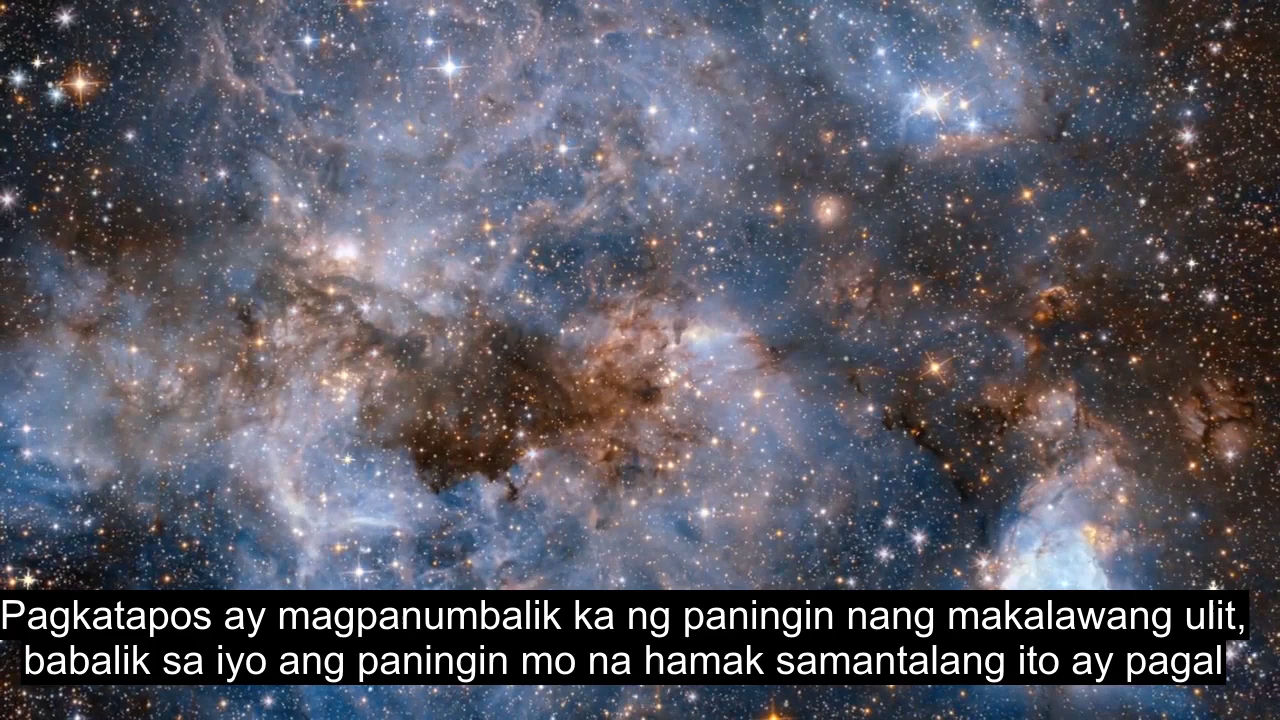 Pagkatapos ay magpanumbalik ka ng paningin nang makalawang ulit,
babalik sa iyo ang paningin mo na hamak samantalang ito ay pagal